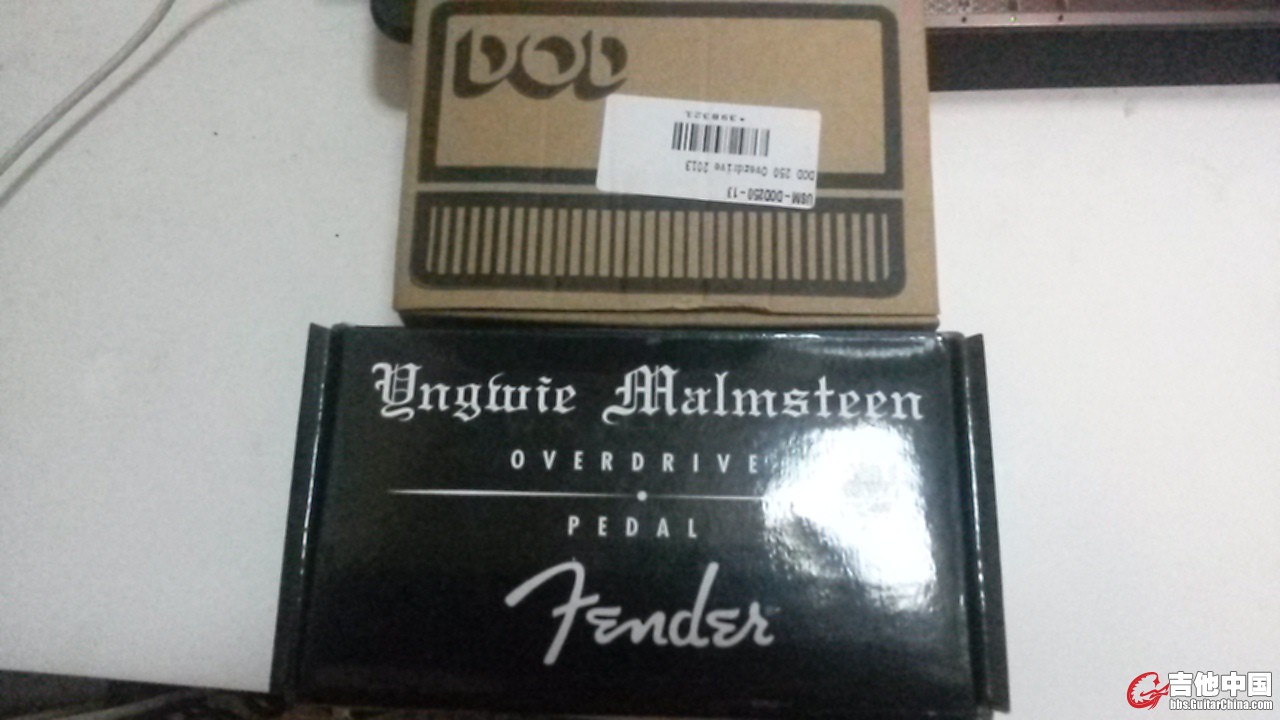 DOD
USM-DOD250-13
DOD 250 Overdrive 2013
*398321
Yngwie Malmsteen
OVERDRIVE
PEDAL
Fender
吉他中国
bbs.GuitarChina.com